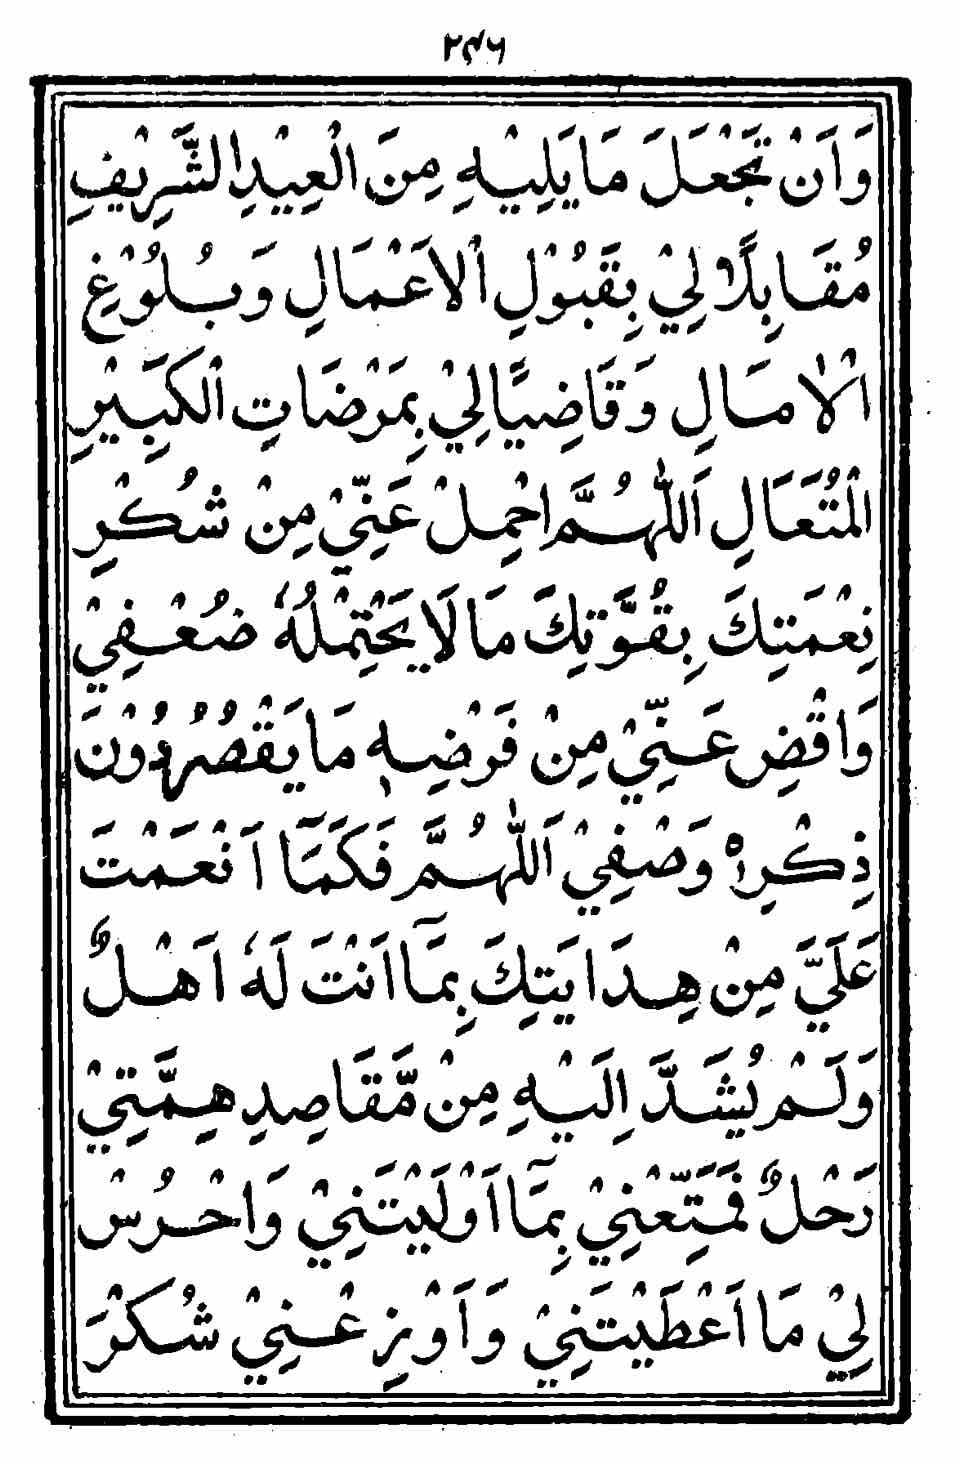 ۲۴۶
وَاَنْ تَجْعَلَ مَا يَلِيْهِ مِنَ الْعِيْدِ الشَّرِيْفِ
مُقَابِلًا لِيْ بِقَبُوْلِ الْاَعْمَالِ وَبُلُوْغِ
الْاٰمَالِ وَقَاضِيًا لِيْ بِمَرْضَاتِ الْكَبِيْرِ
الْمُتَعَالِ اَللّٰهُمَّ احْمِلْ عَنِّيْ مِنْ شُكْرِ
نِعْمَتِكَ بِقُوَّتِكَ مَا لَا يَحْتَمِلُهٗ ضُعْفِيْ
وَاقْضِ عَنِّيْ مِنْ فَرْضِهٖ مَا يَقْصُرُ دُوْنَ
ذِكْرِهٖ وَصْفِيْ اَللّٰهُمَّ فَكَمَآ اَنْعَمْتَ
عَلَيَّ مِنْ هِدَايَتِكَ بِمَآ اَنْتَ لَهٗ اَهْلٌ
وَلَمْ يُشَدَّ اِلَيْهِ مِنْ مَّقَاصِدِ هِمَّتِيْ
رَحْلٌ فَمَتِّعْنِيْ بِمَآ اَوْلَيْتَنِيْ وَاحْرُسْ
لِيْ مَا اَعْطَيْتَنِيْ وَاَوْزِعْنِيْ شُكْرَ